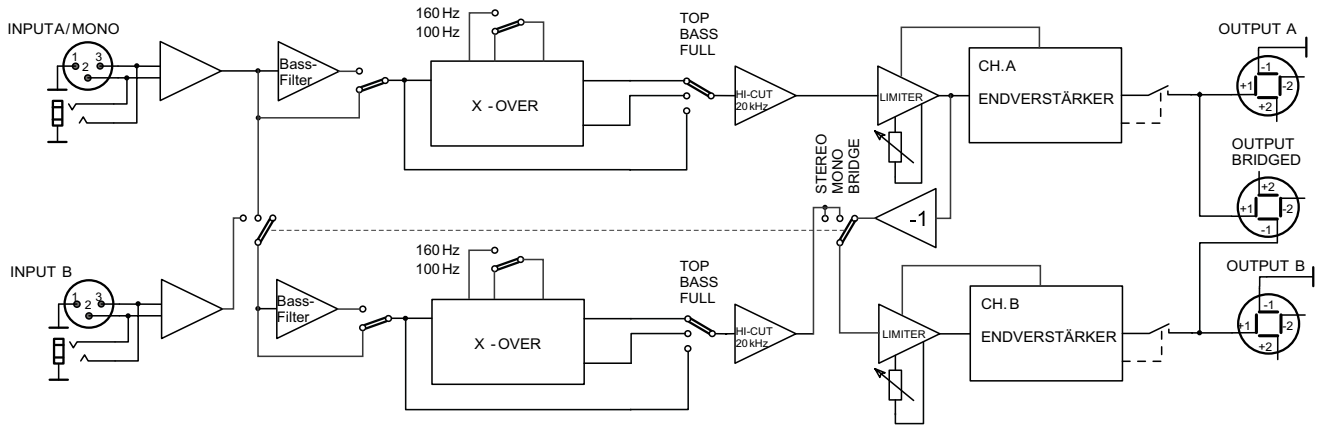 INPUT A/MONO
1
2
3
Bass-
Filter
160 Hz
100 Hz
X - OVER
TOP
BASS
FULL
HI-CUT
20 kHz
LIMITER
CH. A
ENDVERSTÄRKER
OUTPUT A
-1
+1
-2
+2
STEREO
MONO
BRIDGE
-1
OUTPUT
BRIDGED
+2
+1
-2
-1
INPUT B
1
2
3
Bass-
Filter
160 Hz
100 Hz
X - OVER
TOP
BASS
FULL
HI-CUT
20 kHz
LIMITER
CH. B
ENDVERSTÄRKER
OUTPUT B
-1
+1
-2
+2